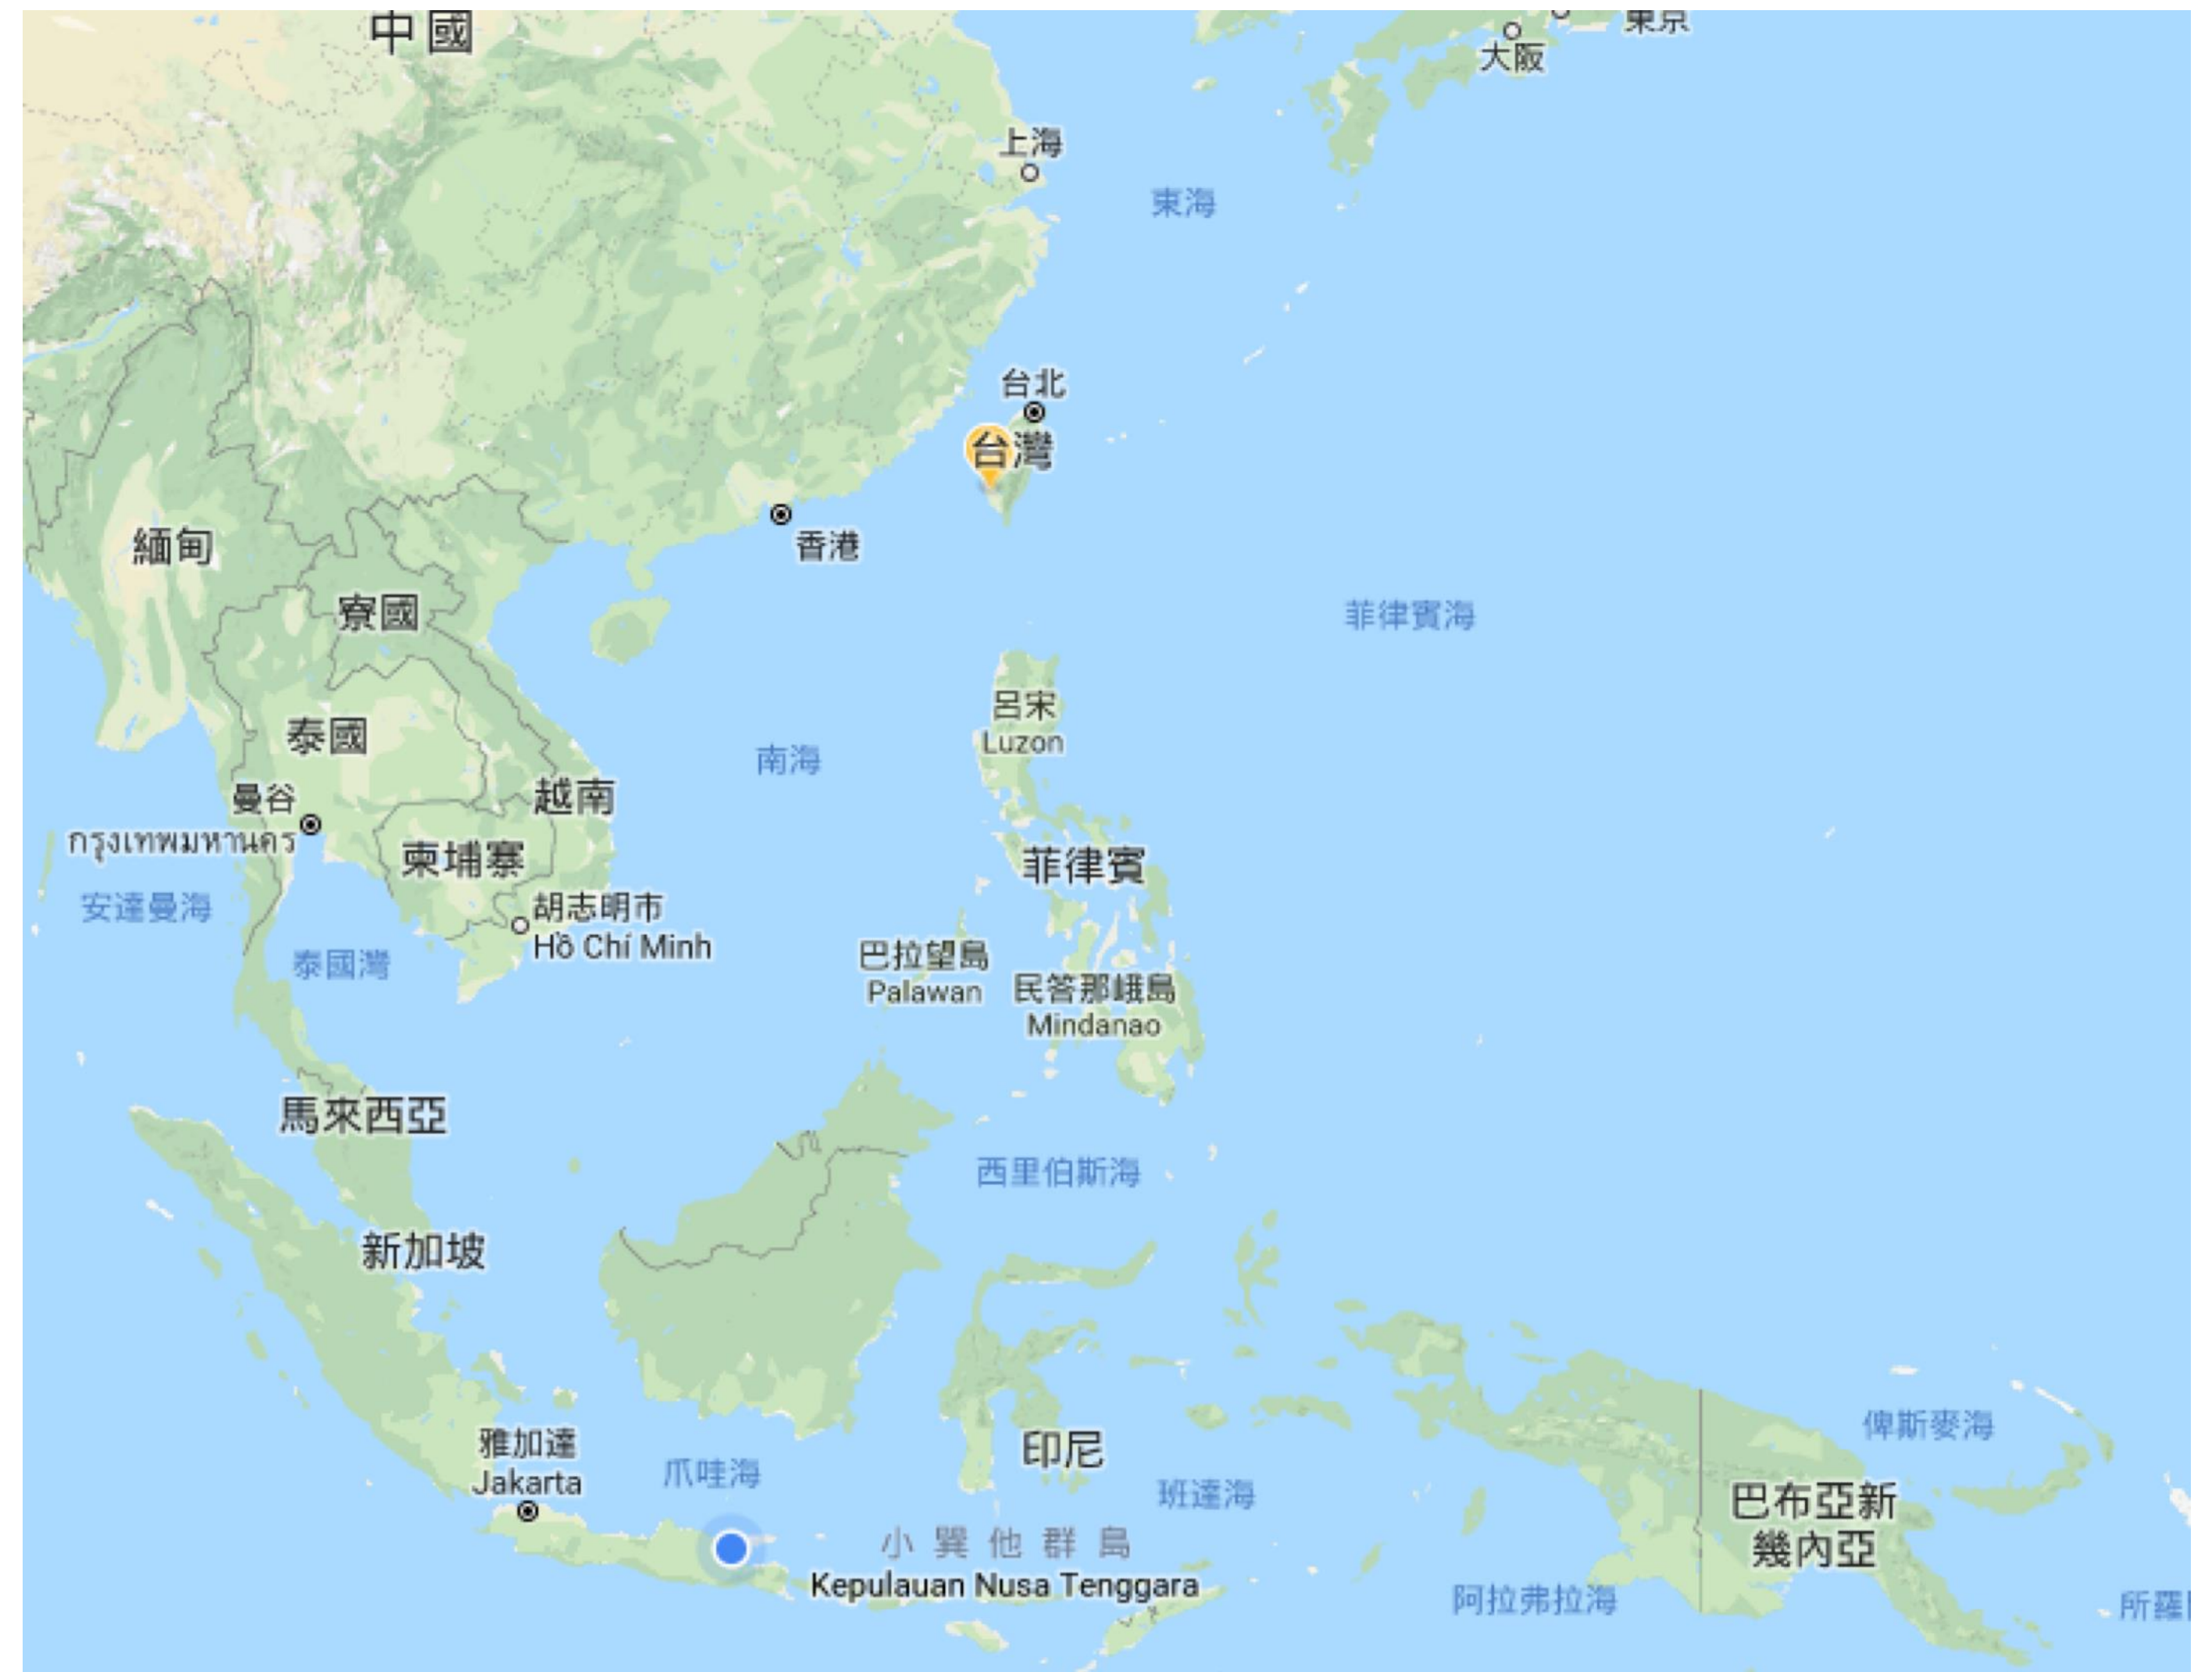 中國
東京
大阪
上海
東海
台北
台灣
香港
緬甸
寮國
菲律賓海
呂宋
Luzon
泰國
南海
曼谷
กรุงเทพมหานคร
越南
柬埔寨
菲律賓
安達曼海
胡志明市
Hồ Chí Minh
泰國灣
巴拉望島
Palawan
民答那峨島
Mindanao
馬來西亞
西里伯斯海
新加坡
雅加達
Jakarta
爪哇海
印尼
班達海
俾斯麥海
巴布亞新
幾內亞
小巽他群島
Kepulauan Nusa Tenggara
阿拉弗拉海
所羅